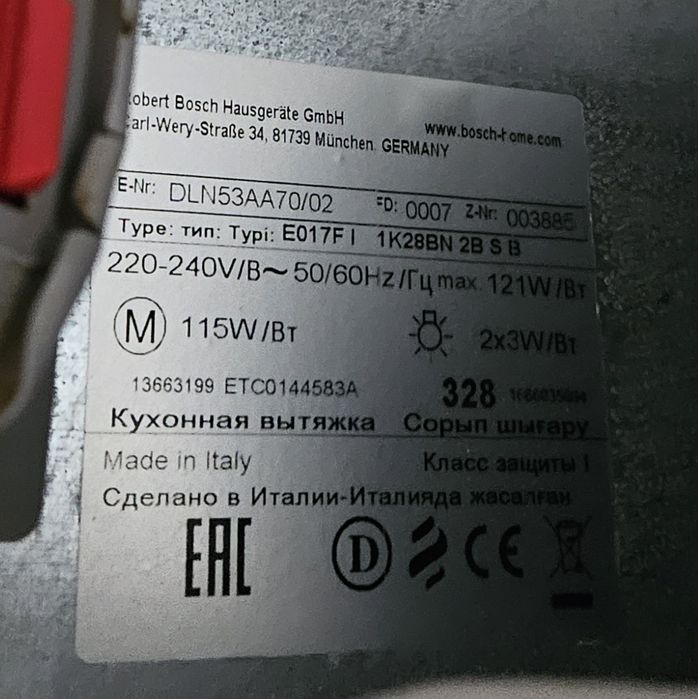 obert Bosch Hausgeräte GmbH
arl-Wery-Straße 34, 81739 München. GERMANY
www.bosch-home.com
E-Nr: DLN53AA70/02 FD: 0007 Z-Nr: 003885
Type: тип: Typi: E017F I 1K28BN 2B S B
220-240V/В~ 50/60Hz/Гц max. 121W/Вт
M 115W/Вт 2x3W/Вт
13663199 ETC0144583A 328
Кухонная вытяжка Сорып шығару
Made in Italy Класс защиты I
Сделано в Италии-Италияда жасалған
EAC D CE